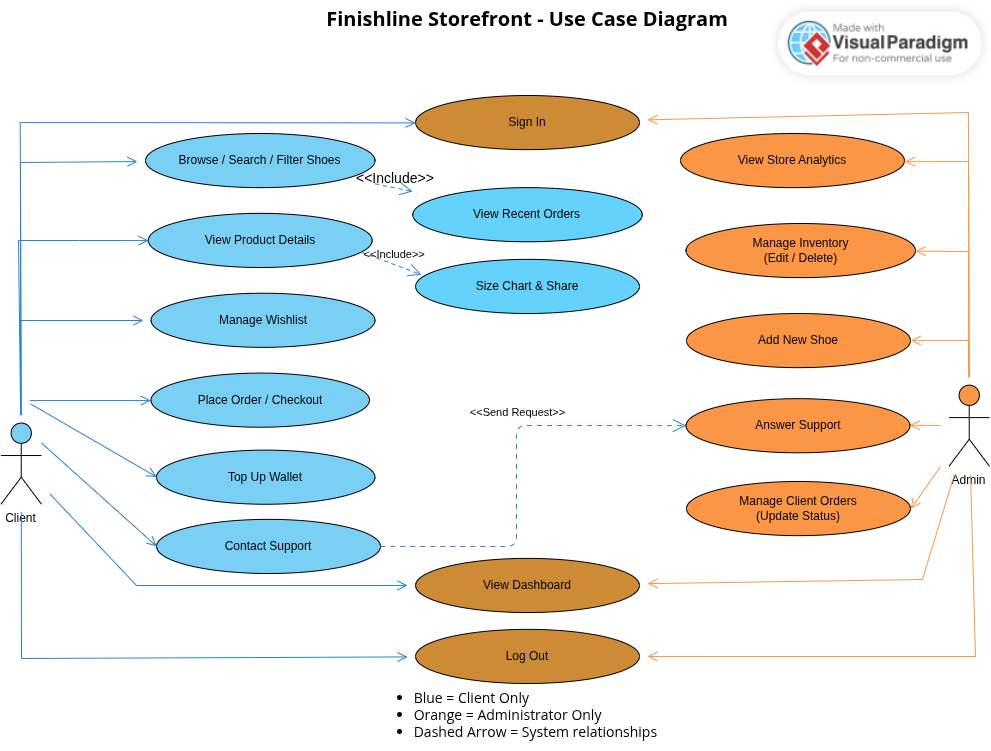 Finishline Storefront - Use Case Diagram
Made with
Visual Paradigm
For non-commercial use
Sign In
Browse / Search / Filter Shoes
View Store Analytics
<<Include>>
View Recent Orders
View Product Details
Manage Inventory
(Edit / Delete)
<<Include>>
Size Chart & Share
Manage Wishlist
Add New Shoe
Place Order / Checkout
<<Send Request>>
Answer Support
Top Up Wallet
Admin
Manage Client Orders
(Update Status)
Client
Contact Support
View Dashboard
Log Out
• Blue = Client Only
• Orange = Administrator Only
• Dashed Arrow = System relationships